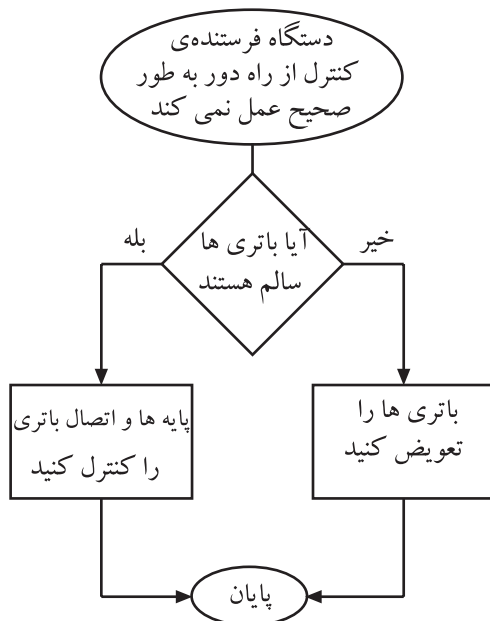 دستگاه فرستنده‌ی
کنترل از راه دور به طور
صحیح عمل نمی کند
آیا باتری ها
سالم هستند
خیر
بله
باتری ها را
تعویض کنید
پایه ها و اتصال باتری
را کنترل کنید
پایان